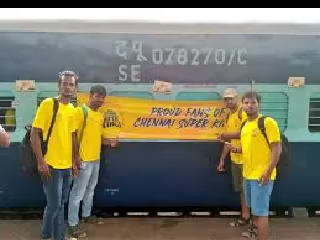 द म
078270/C
SE
PROUD FANS OF
CHENNAI SUPER